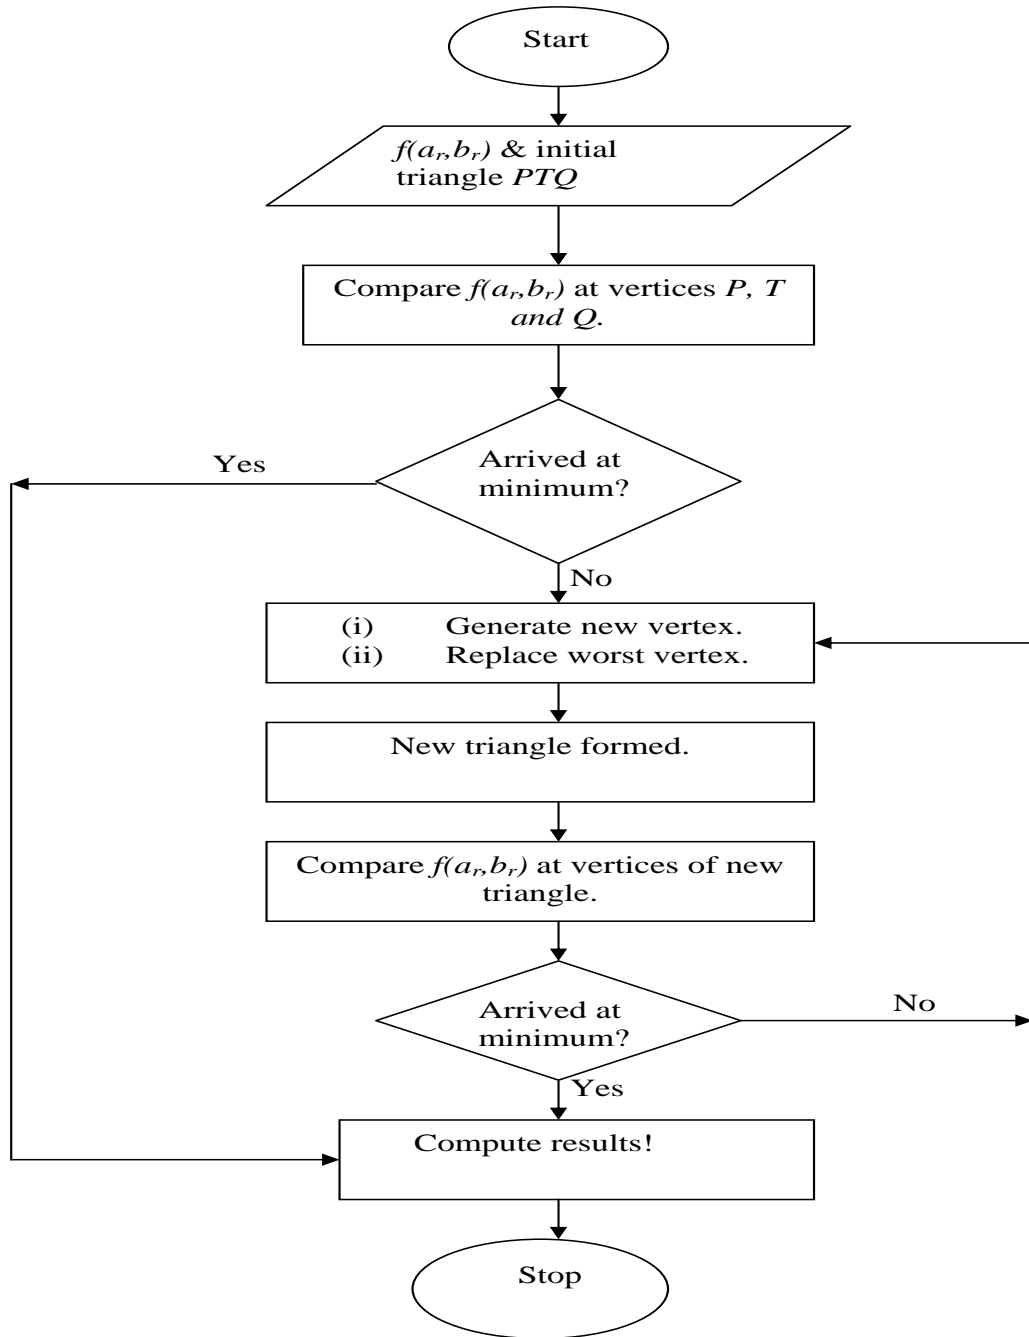 Start
f(aᵣ,bᵣ) & initial
triangle PTQ
Compare f(aᵣ,bᵣ) at vertices P, T
and Q.
Arrived at
minimum?
Yes
No
(i) Generate new vertex.
(ii) Replace worst vertex.
New triangle formed.
Compare f(aᵣ,bᵣ) at vertices of new
triangle.
Arrived at
minimum?
No
Yes
Compute results!
Stop